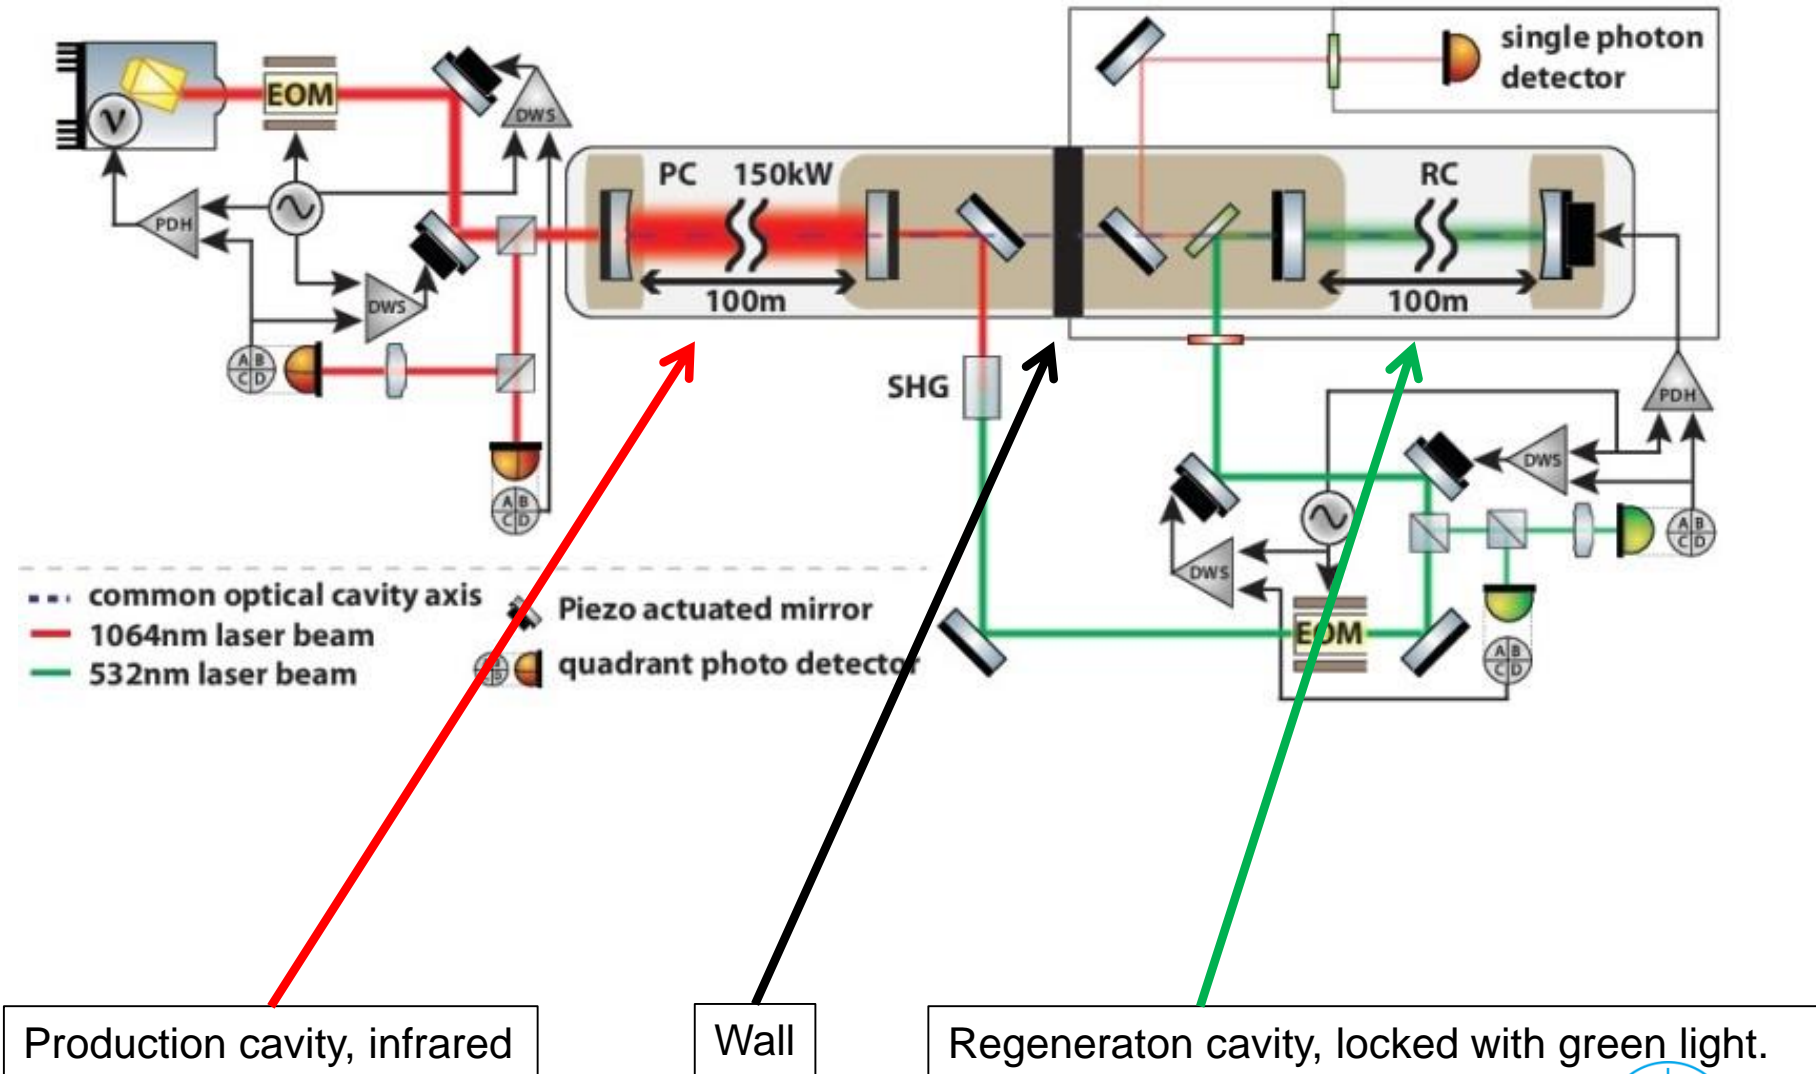 single photon
detector
EOM
DWS
ν
PC 150kW
RC
PDH
100m
100m
DWS
A B
C D
SHG
PDH
DWS
A B
C D
A B
C D
DWS
EOM
A B
C D
common optical cavity axis
Piezo actuated mirror
1064nm laser beam
quadrant photo detector
532nm laser beam
Production cavity, infrared
Wall
Regeneraton cavity, locked with green light.